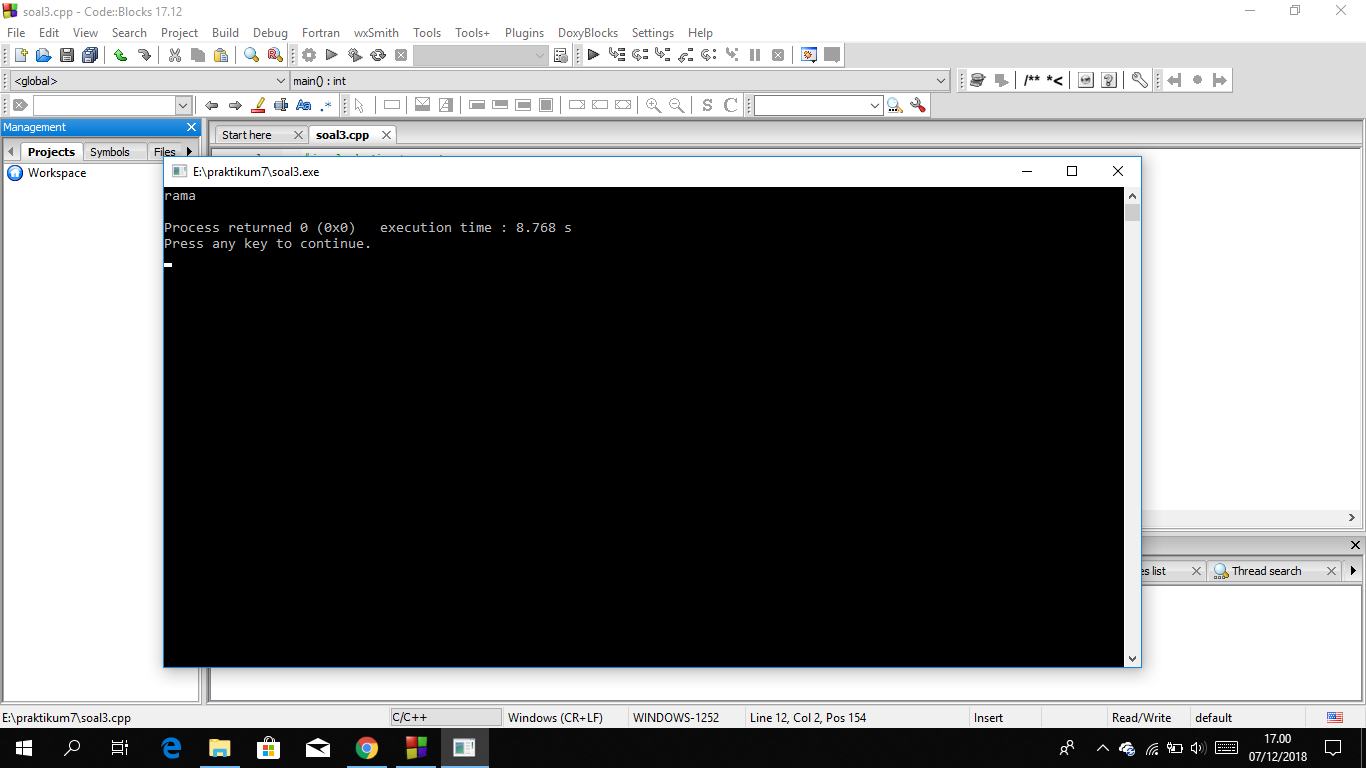 soal3.cpp - Code::Blocks 17.12
File Edit View Search Project Build Debug Fortran wxSmith Tools Tools+ Plugins DoxyBlocks Settings Help
<global> main() : int
/** *<
Aa .* S C
Management
Start here soal3.cpp
Projects Symbols Files
Workspace
E:\praktikum7\soal3.exe
rama
Process returned 0 (0x0) execution time : 8.768 s
Press any key to continue.
es list Thread search
E:\praktikum7\soal3.cpp C/C++ Windows (CR+LF) WINDOWS-1252 Line 12, Col 2, Pos 154 Insert Read/Write default
17.00
07/12/2018